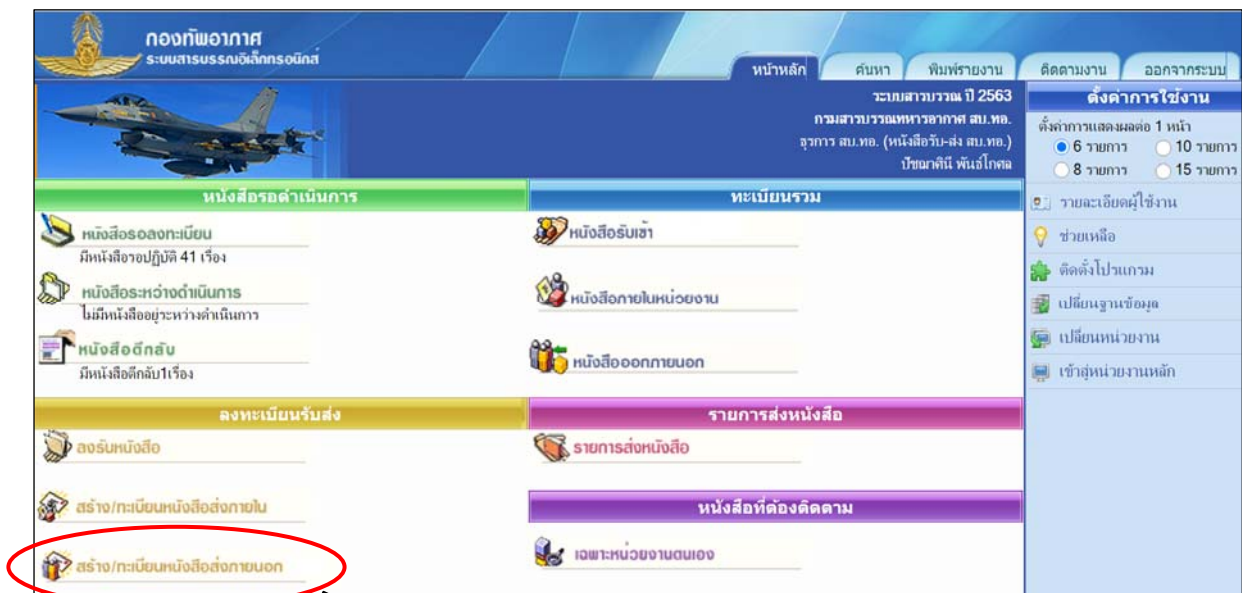 กองทัพอากาศ
ระบบสารบรรณอิเล็กทรอนิกส์
หน้าหลัก
ค้นหา
พิมพ์รายงาน
ติดตามงาน
ออกจากระบบ
ระบบสารบรรณ ปี 2563
กรมสารบรรณทหารอากาศ สบ.ทอ.
ธุรการ สบ.ทอ. (หนังสือรับ-ส่ง สบ.ทอ.)
ปัชฌาศินี พันธ์โกศล
ตั้งค่าการใช้งาน
ตั้งค่าการแสดงผลต่อ 1 หน้า
6 รายการ
10 รายการ
8 รายการ
15 รายการ
รายละเอียดผู้ใช้งาน
ช่วยเหลือ
ติดตั้งโปรแกรม
เปลี่ยนฐานข้อมูล
เปลี่ยนหน่วยงาน
เข้าสู่หน่วยงานหลัก
หนังสือรอดำเนินการ
หนังสือรอลงทะเบียน
มีหนังสือรอปฏิบัติ 41 เรื่อง
หนังสือระหว่างดำเนินการ
ไม่มีหนังสืออยู่ระหว่างดำเนินการ
หนังสือตีกลับ
มีหนังสือตีกลับ1เรื่อง
ทะเบียนรวม
หนังสือรับเข้า
หนังสือภายในหน่วยงาน
หนังสือออกภายนอก
ลงทะเบียนรับส่ง
ลงรับหนังสือ
สร้าง/ทะเบียนหนังสือส่งภายใน
สร้าง/ทะเบียนหนังสือส่งภายนอก
รายการส่งหนังสือ
รายการส่งหนังสือ
หนังสือที่ต้องติดตาม
เฉพาะหน่วยงานตนเอง